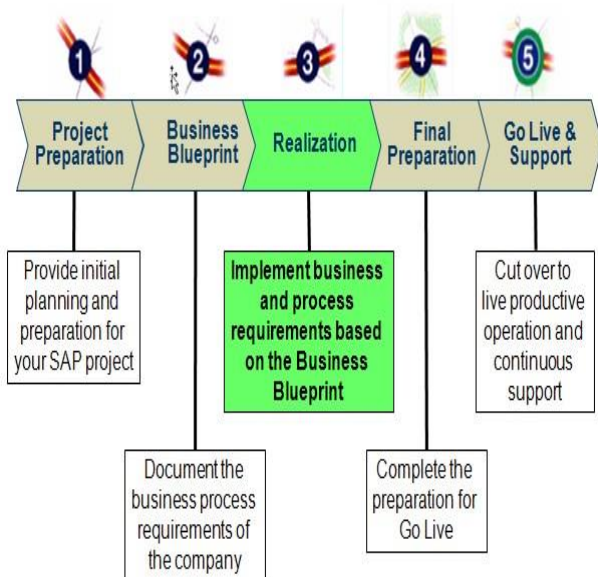 1
2
3
4
5
Project
Preparation
Business
Blueprint
Realization
Final
Preparation
Go Live &
Support
Provide initial
planning and
preparation for
your SAP project
Document the
business process
requirements of
the company
Implement business
and process
requirements based
on the Business
Blueprint
Complete the
preparation for
Go Live
Cut over to
live productive
operation and
continuous
support